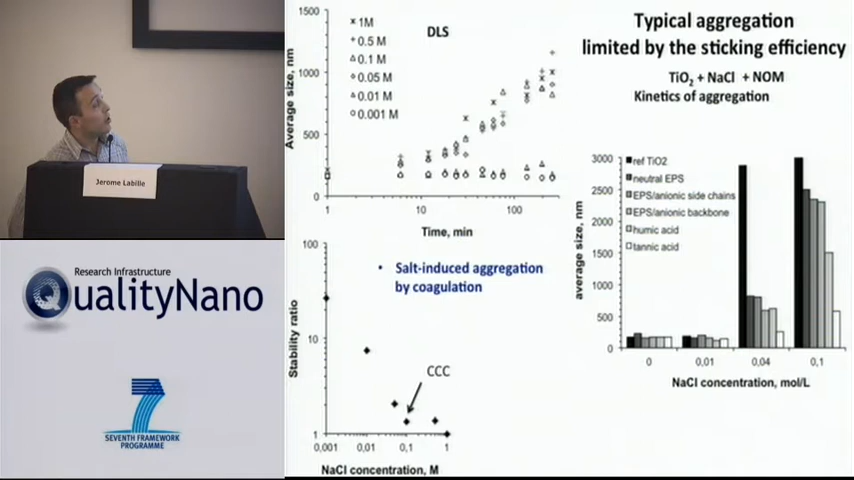 Jerome Labille
Research Infrastructure
QualityNano
7
SEVENTH FRAMEWORK
PROGRAMME
Typical aggregation
limited by the sticking efficiency
TiO2 + NaCl + NOM
Kinetics of aggregation
DLS
1M
0.5 M
0.1 M
0.05 M
0.01 M
0.001 M
Average size, nm
1500
1000
500
0
1
10
100
Time, min
• Salt-induced aggregation
by coagulation
Stability ratio
100
10
1
CCC
0,001
0,01
0,1
1
NaCl concentration, M
average size, nm
3000
2500
2000
1500
1000
500
0
ref TiO2
neutral EPS
EPS/anionic side chains
EPS/anionic backbone
humic acid
tannic acid
0
0,01
0,04
0,1
NaCl concentration, mol/L